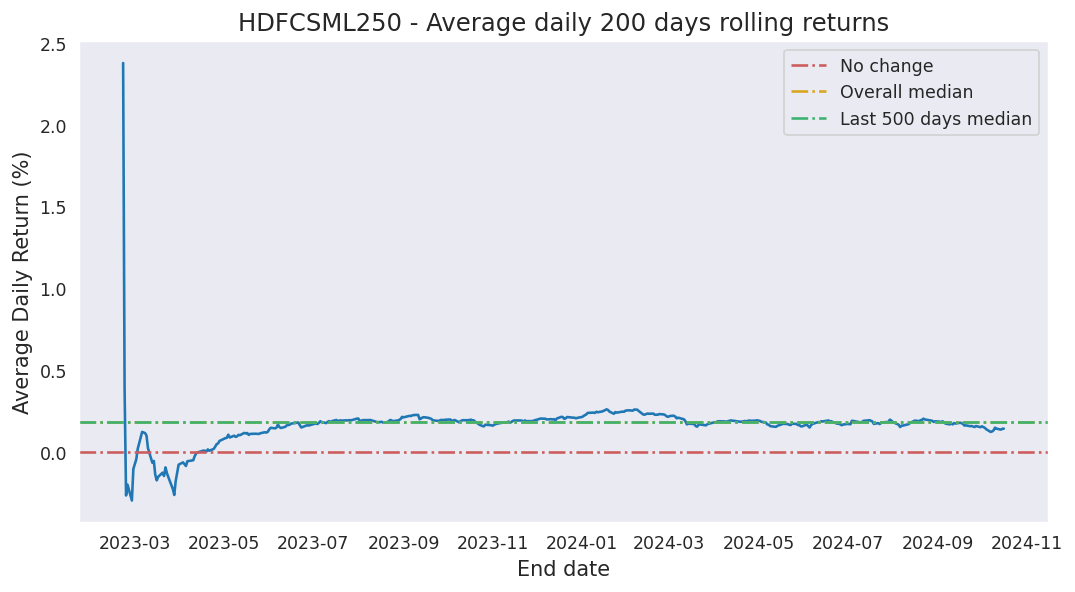 HDFCSML250 - Average daily 200 days rolling returns
2.5
2.0
1.5
1.0
0.5
0.0
Average Daily Return (%)
No change
Overall median
Last 500 days median
2023-03 2023-05 2023-07 2023-09 2023-11 2024-01 2024-03 2024-05 2024-07 2024-09 2024-11
End date